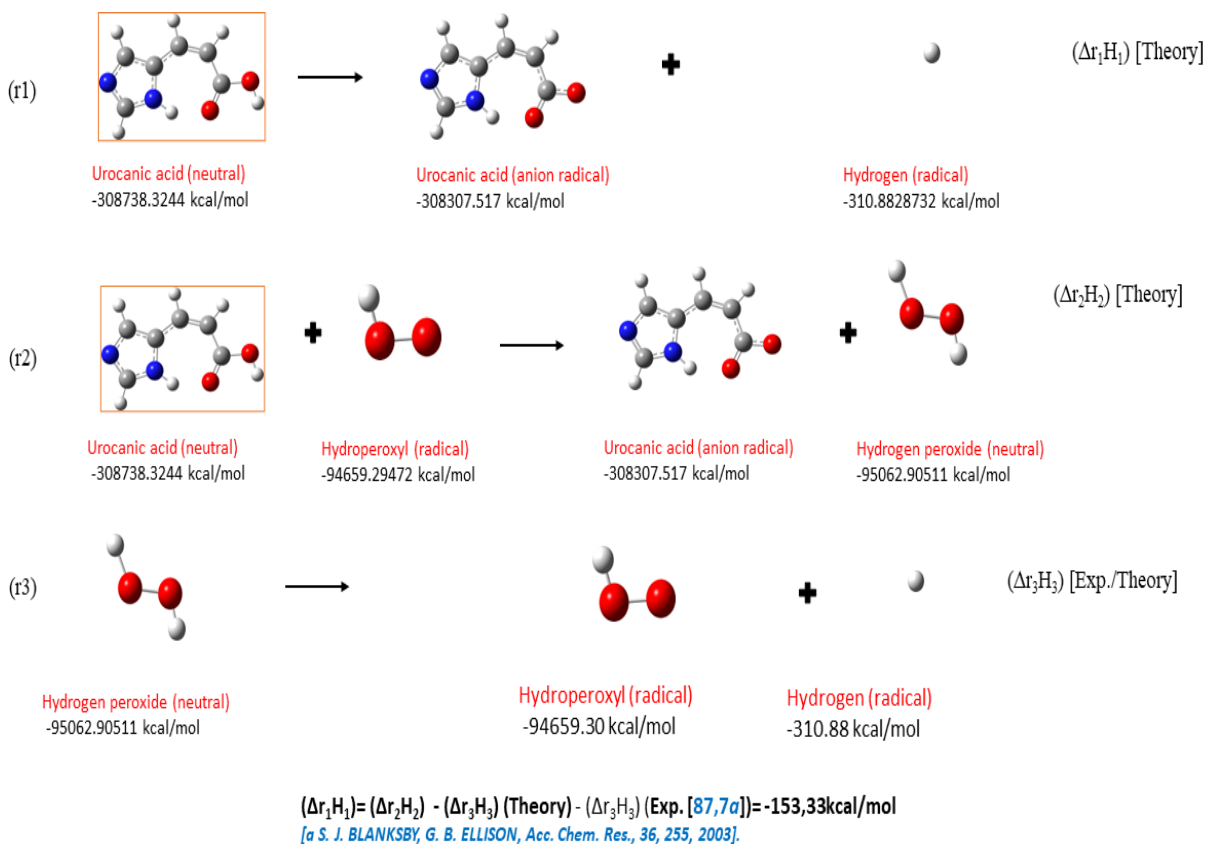 (r1)
(Δr₁H₁) [Theory]
Urocanic acid (neutral)
-308738.3244 kcal/mol
Urocanic acid (anion radical)
-308307.517 kcal/mol
Hydrogen (radical)
-310.8828732 kcal/mol
(r2)
(Δr₂H₂) [Theory]
Urocanic acid (neutral)
-308738.3244 kcal/mol
Hydroperoxyl (radical)
-94659.29472 kcal/mol
Urocanic acid (anion radical)
-308307.517 kcal/mol
Hydrogen peroxide (neutral)
-95062.90511 kcal/mol
(r3)
(Δr₃H₃) [Exp./Theory]
Hydrogen peroxide (neutral)
-95062.90511 kcal/mol
Hydroperoxyl (radical)
-94659.30 kcal/mol
Hydrogen (radical)
-310.88 kcal/mol
(Δr₁H₁)= (Δr₂H₂) - (Δr₃H₃) (Theory) - (Δr₃H₃) (Exp. [87,7a])= -153,33kcal/mol
[a S. J. BLANKSBY, G. B. ELLISON, Acc. Chem. Res., 36, 255, 2003].